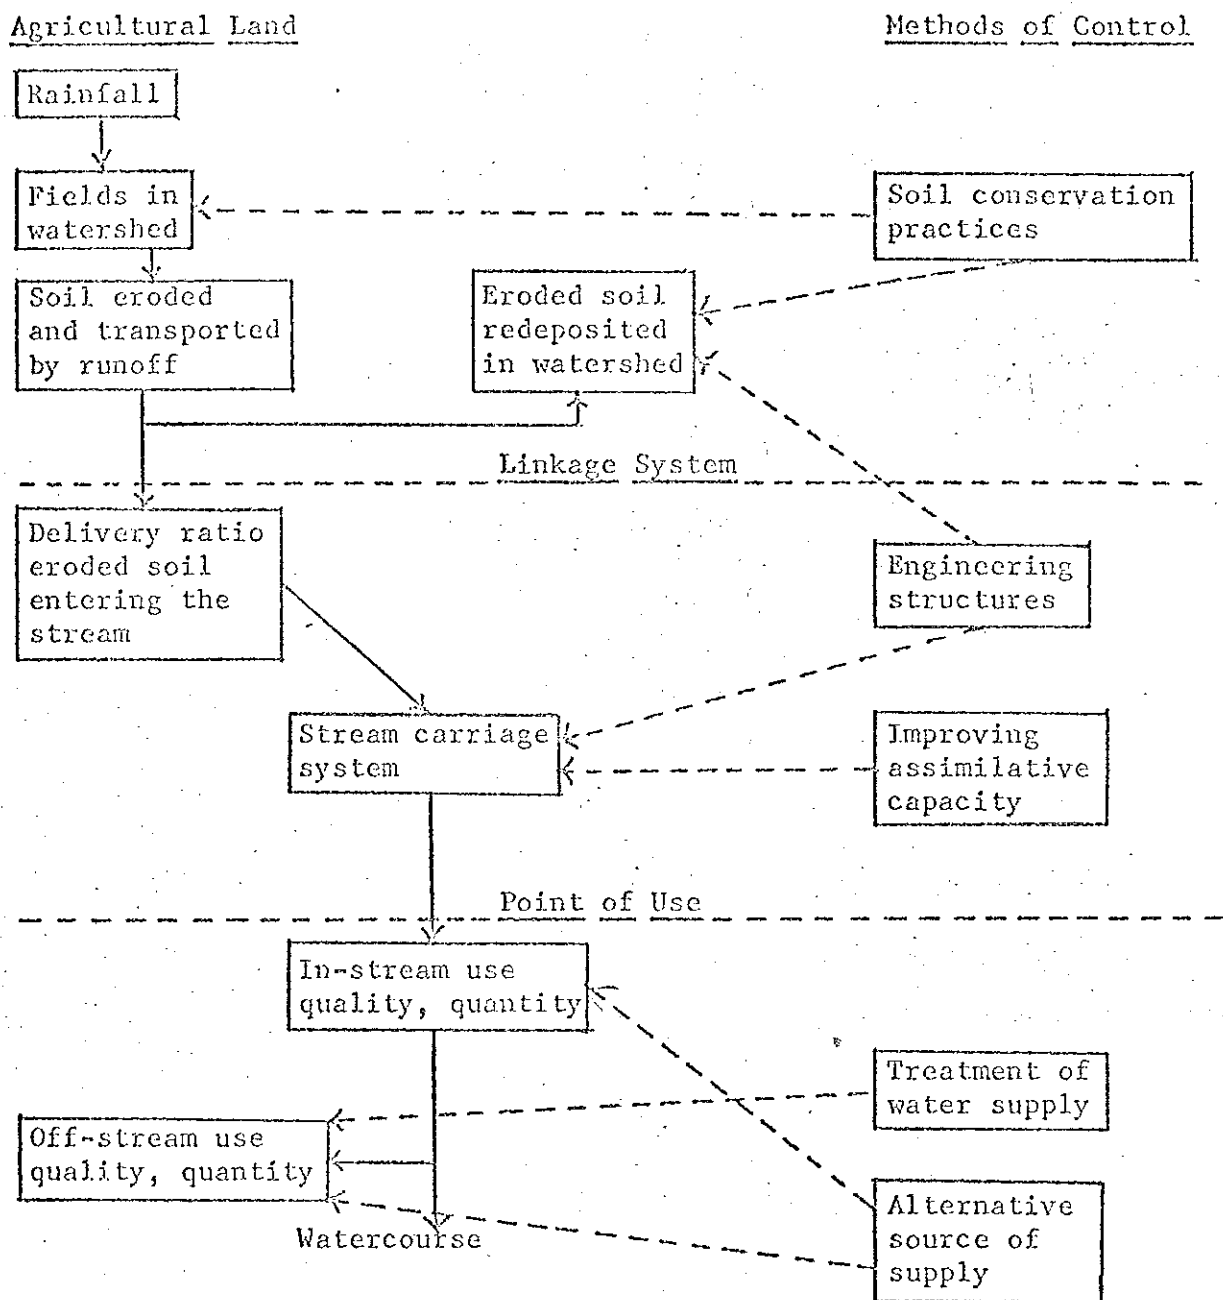 Agricultural Land
Methods of Control
Rainfall
Fields in
watershed
Soil conservation
practices
Soil eroded
and transported
by runoff
Eroded soil
redeposited
in watershed
Linkage System
Delivery ratio
eroded soil
entering the
stream
Engineering
structures
Stream carriage
system
Improving
assimilative
capacity
Point of Use
In-stream use
quality, quantity
Treatment of
water supply
Off-stream use
quality, quantity
Alternative
source of
supply
Watercourse